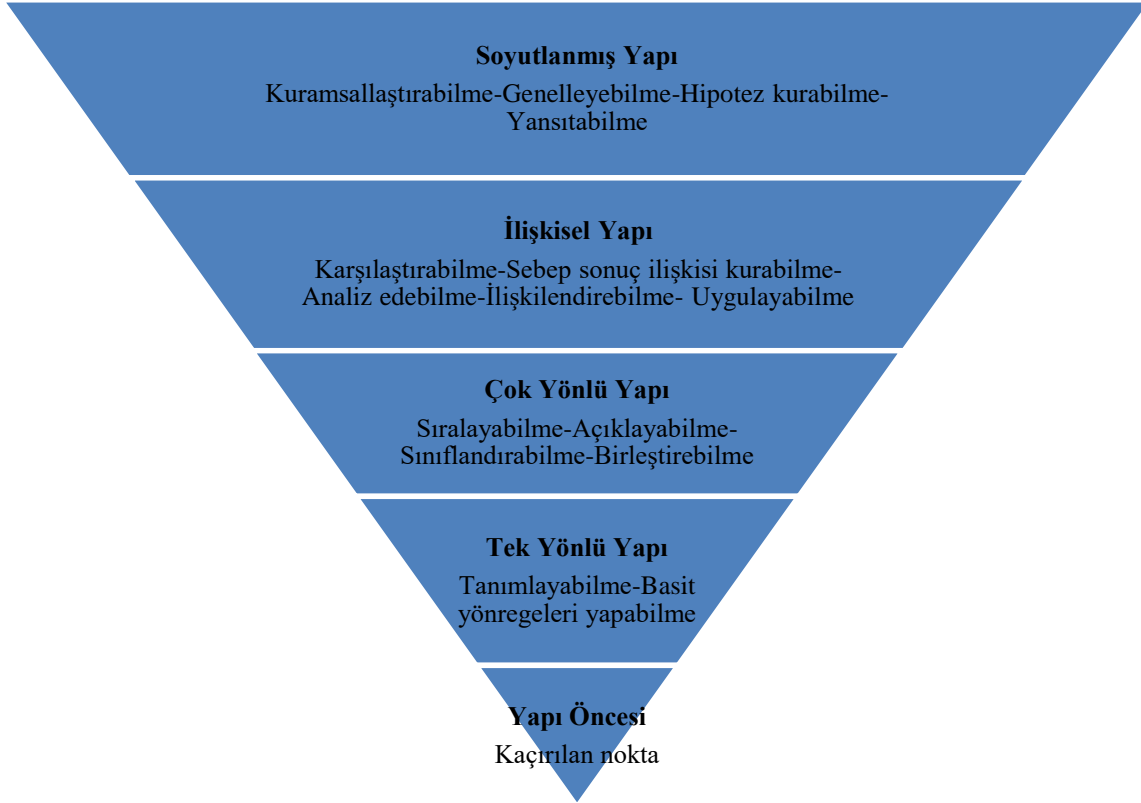 Soyutlanmış Yapı
Kuramsallaştırabilme-Genelleyebilme-Hipotez kurabilme-
Yansıtabilme
İlişkisel Yapı
Karşılaştırabilme-Sebep sonuç ilişkisi kurabilme-
Analiz edebilme-İlişkilendirebilme- Uygulayabilme
Çok Yönlü Yapı
Sıralayabilme-Açıklayabilme-
Sınıflandırabilme-Birleştirebilme
Tek Yönlü Yapı
Tanımlayabilme-Basit
yönregeleri yapabilme
Yapı Öncesi
Kaçırılan nokta